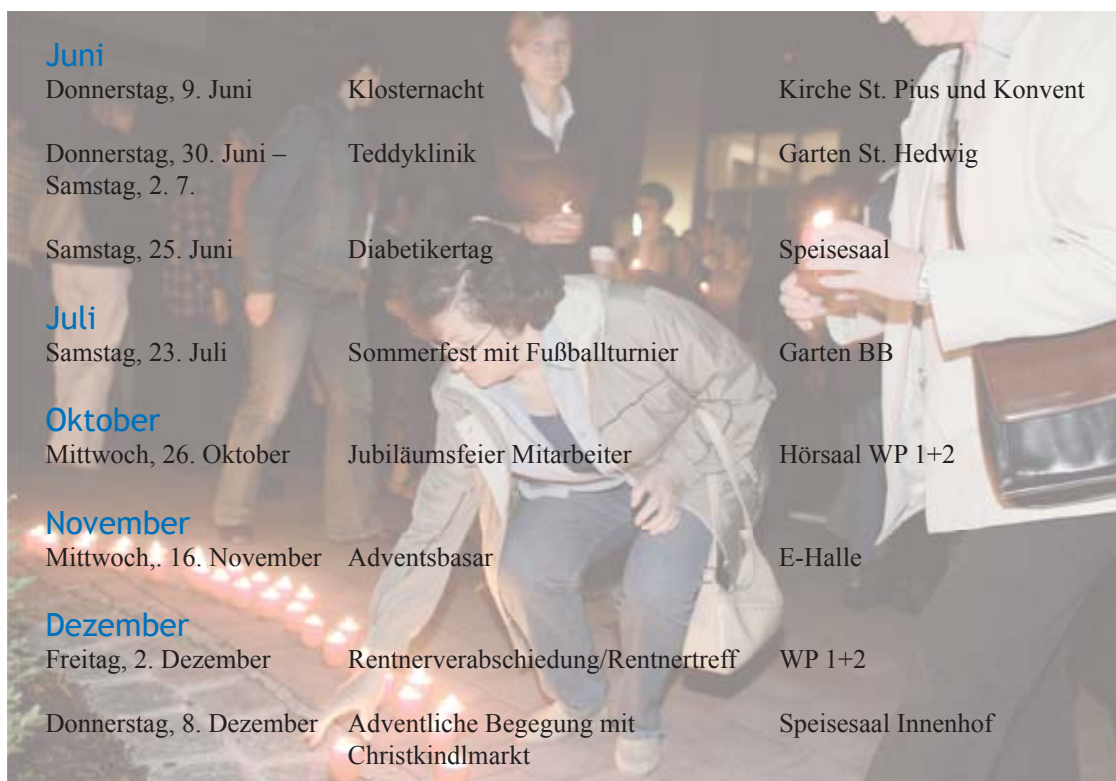 Juni
Donnerstag, 9. Juni Klosternacht Kirche St. Pius und Konvent
Donnerstag, 30. Juni – Teddyklinik Garten St. Hedwig
Samstag, 2. 7.
Samstag, 25. Juni Diabetikertag Speisesaal
Juli
Samstag, 23. Juli Sommerfest mit Fußballturnier Garten BB
Oktober
Mittwoch, 26. Oktober Jubiläumsfeier Mitarbeiter Hörsaal WP 1+2
November
Mittwoch,. 16. November Adventsbasar E-Halle
Dezember
Freitag, 2. Dezember Rentnerverabschiedung/Rentnertreff WP 1+2
Donnerstag, 8. Dezember Adventliche Begegung mit Speisesaal Innenhof
Christkindlmarkt